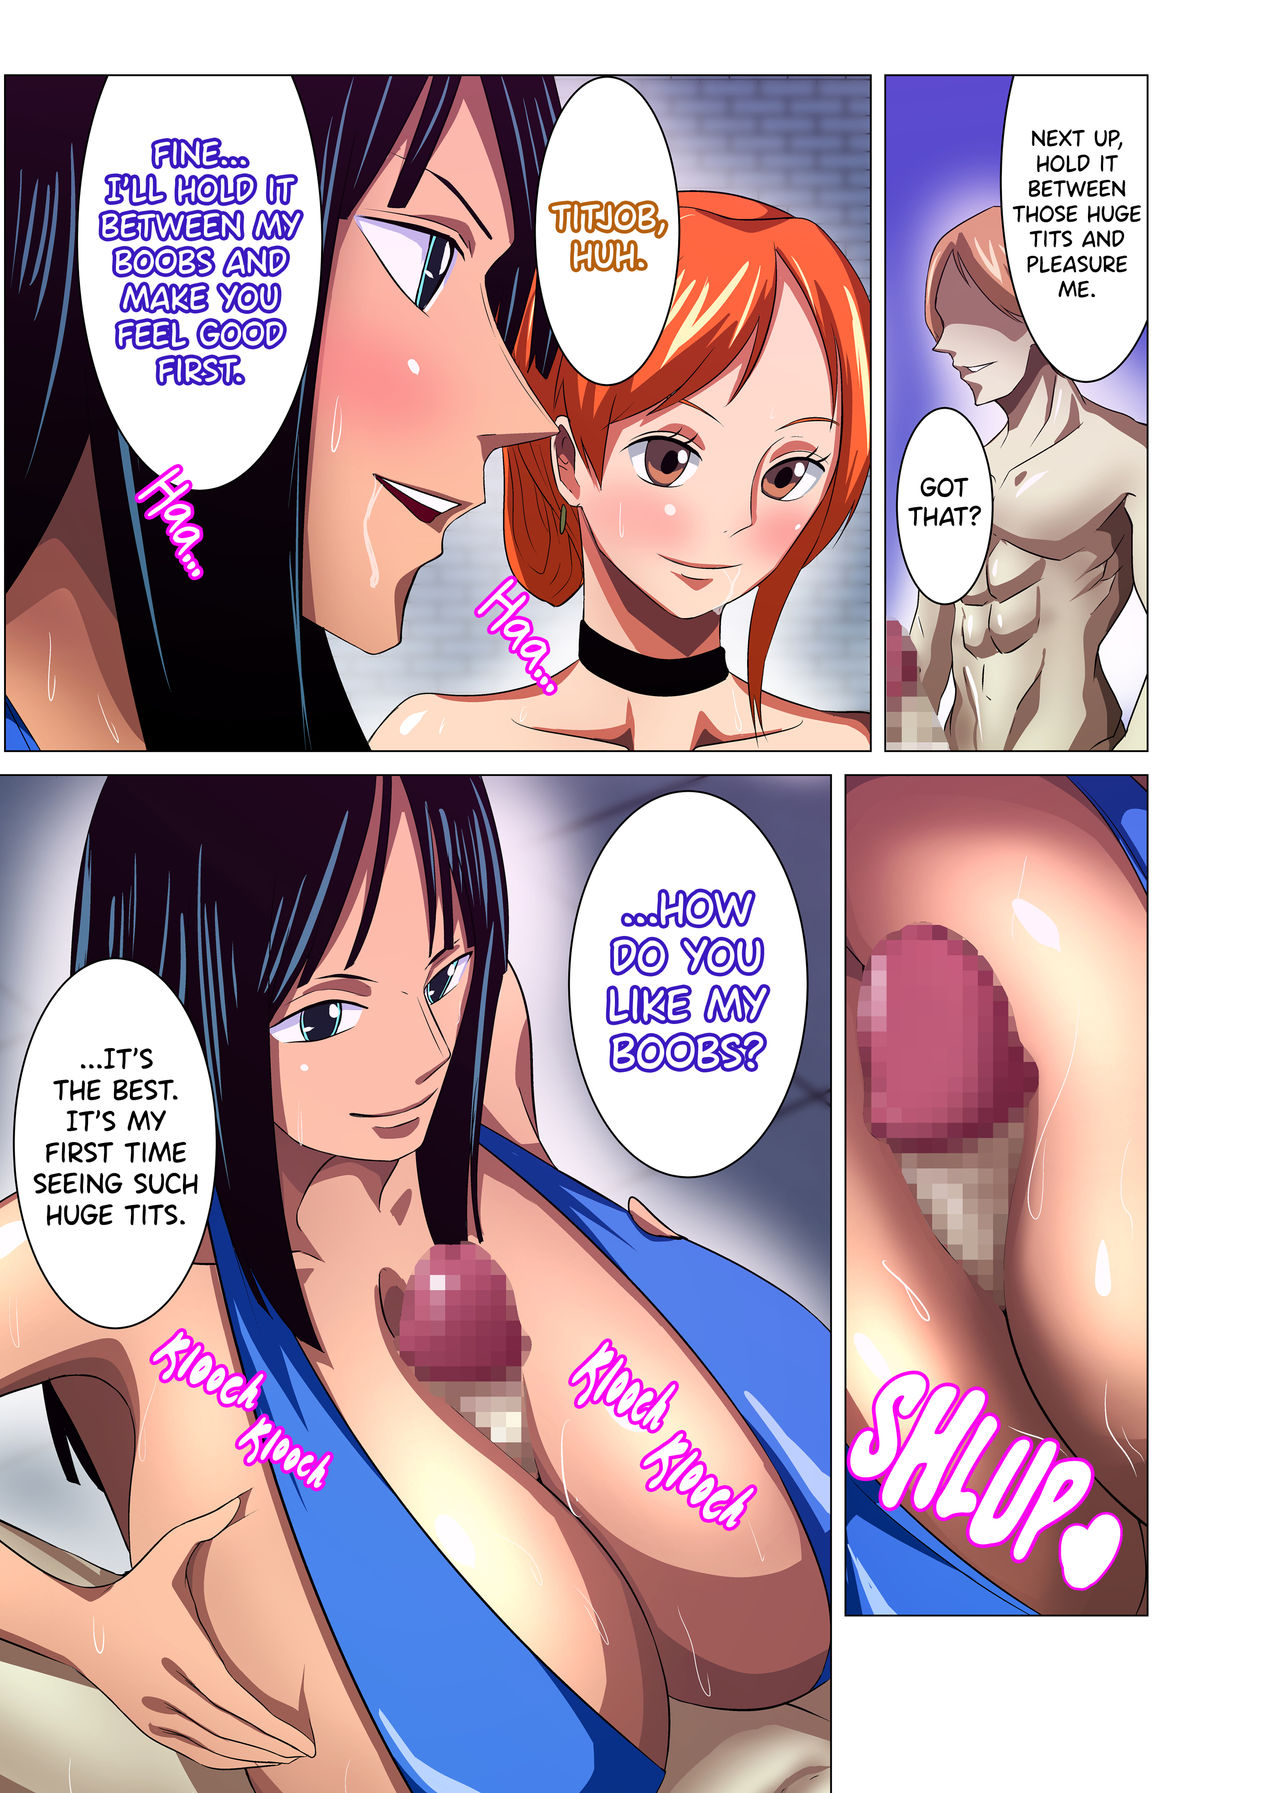 NEXT UP,
HOLD IT
BETWEEN
THOSE HUGE
TITS AND
PLEASURE
ME.
GOT
THAT?
TITJOB,
HUH.
FINE...
I'LL HOLD IT
BETWEEN MY
BOOBS AND
MAKE YOU
FEEL GOOD
FIRST.
Haa...
Haa...
SHLUP
...HOW
DO YOU
LIKE MY
BOOBS?
...IT'S
THE BEST.
IT'S MY
FIRST TIME
SEEING SUCH
HUGE TITS.
Klooch
Klooch
Klooch
Klooch